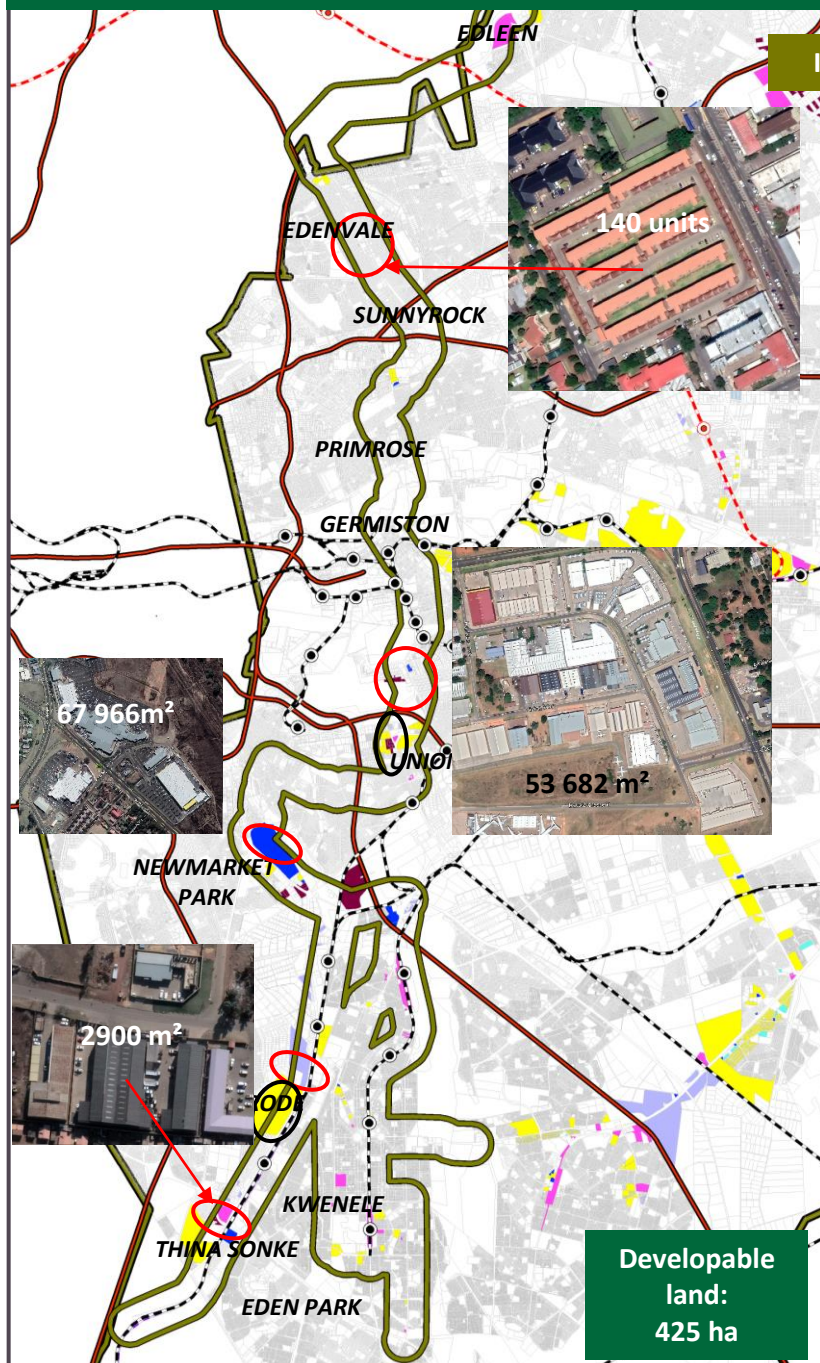 EDLEEN
140 units
EDENVALE
SUNNYROCK
PRIMROSE
GERMISTON
67 966m²
UNION
53 682 m²
NEWMARKET
PARK
2900 m²
KWENELE
THINA SONKE
EDEN PARK
Developable
land:
425 ha